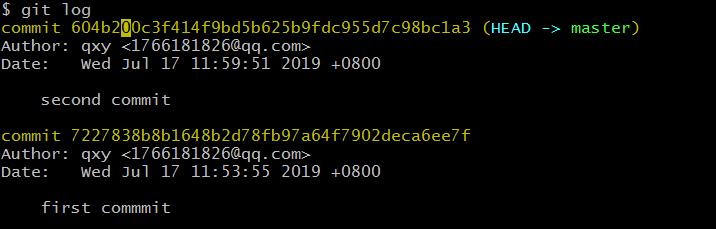 $ git log
commit 604b200c3f414f9bd5b625b9fdc955d7c98bc1a3 (HEAD -> master)
Author: qxy <1766181826@qq.com>
Date:   Wed Jul 17 11:59:51 2019 +0800
second commit
commit 7227838b8b1648b2d78fb97a64f7902deca6ee7f
Author: qxy <1766181826@qq.com>
Date:   Wed Jul 17 11:53:55 2019 +0800
first commmit